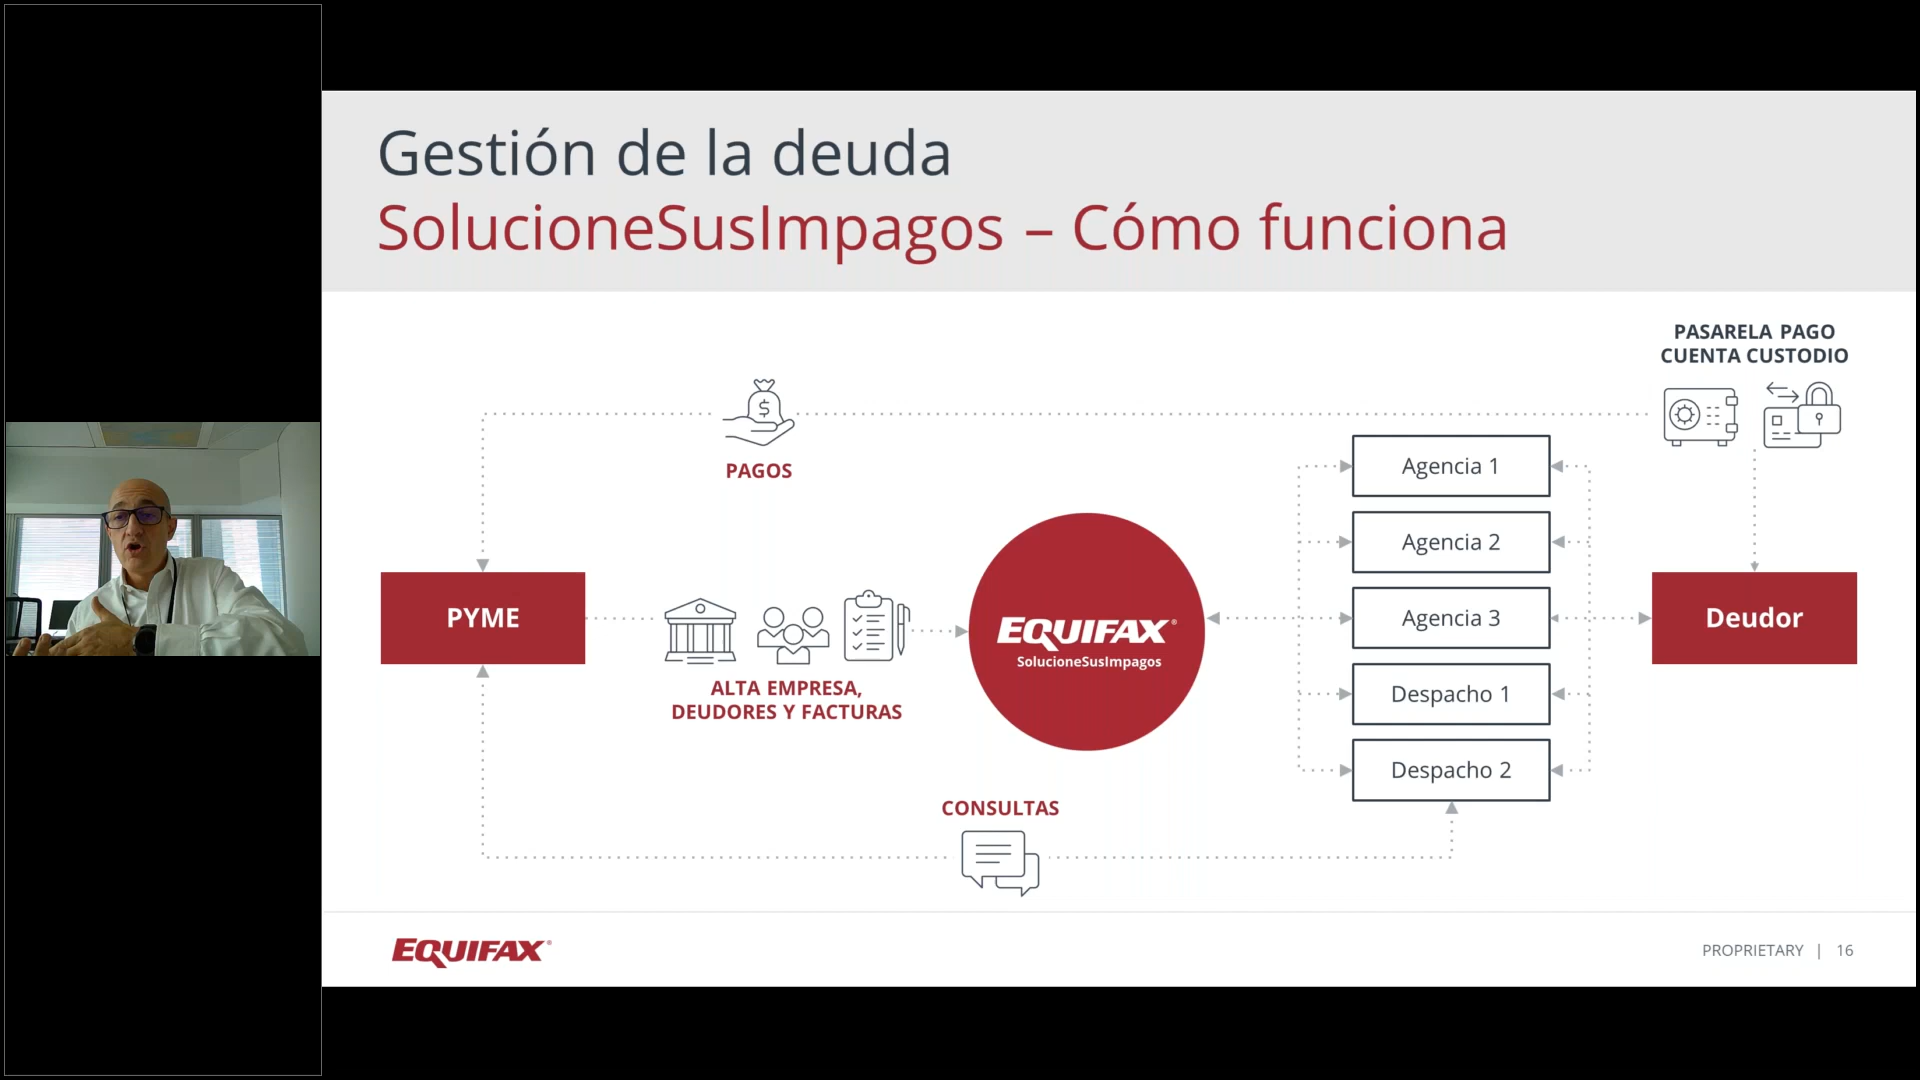 Gestión de la deuda
SolucioneSusImpagos – Cómo funciona
PASARELA PAGO
CUENTA CUSTODIO
$
PAGOS
Agencia 1
Agencia 2
Agencia 3
Despacho 1
Despacho 2
PYME
ALTA EMPRESA,
DEUDORES Y FACTURAS
EQUIFAX®
SolucioneSusImpagos
Deudor
CONSULTAS
EQUIFAX®
PROPRIETARY | 16